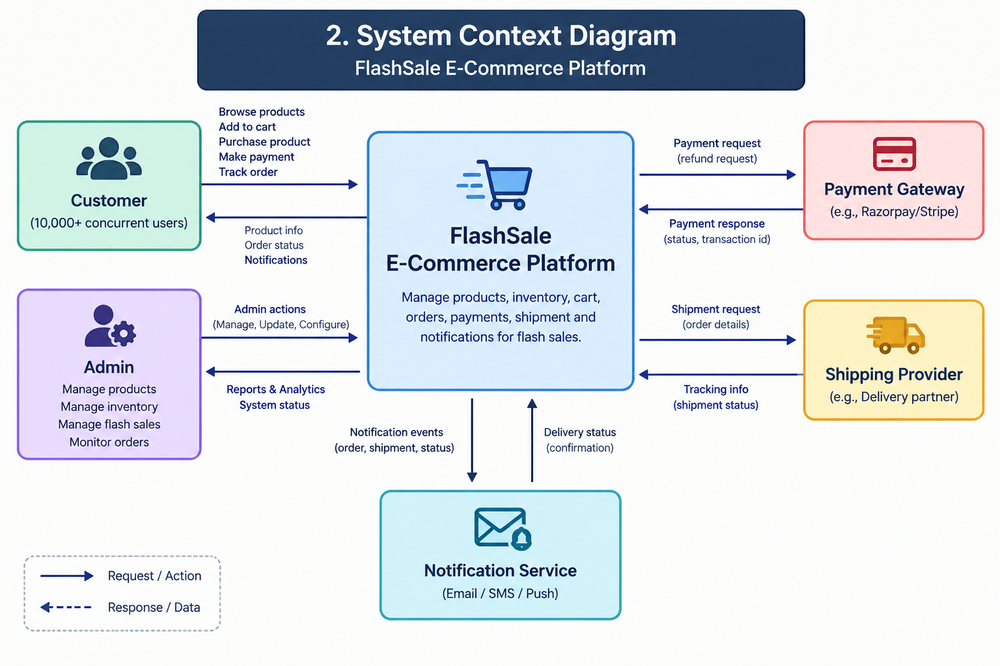 2. System Context Diagram
FlashSale E-Commerce Platform
Browse products
Add to cart
Purchase product
Make payment
Track order
Customer
(10,000+ concurrent users)
Product info
Order status
Notifications
FlashSale
E-Commerce Platform
Manage products, inventory, cart,
orders, payments, shipment and
notifications for flash sales.
Payment request
(refund request)
Payment response
(status, transaction id)
Payment Gateway
(e.g., Razorpay/Stripe)
Admin actions
(Manage, Update, Configure)
Admin
Manage products
Manage inventory
Manage flash sales
Monitor orders
Reports & Analytics
System status
Shipment request
(order details)
Tracking info
(shipment status)
Shipping Provider
(e.g., Delivery partner)
Notification events
(order, shipment, status)
Delivery status
(confirmation)
Notification Service
(Email / SMS / Push)
Request / Action
Response / Data